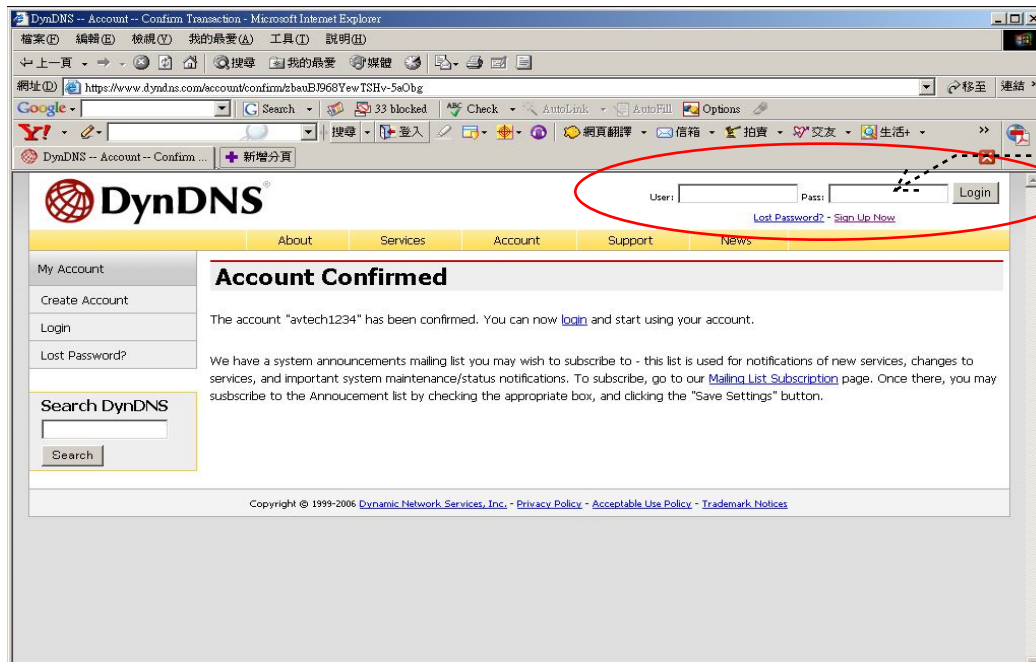 DynDNS -- Account -- Confirm Transaction - Microsoft Internet Explorer
檔案(F) 編輯(E) 檢視(V) 我的最愛(A) 工具(T) 說明(H)
上一頁 搜尋 我的最愛 媒體
網址(D) https://www.dyndns.com/account/confirm/zbauBJ968YewTSHv-5aObg 移至 連結 »
Google Search 33 blocked Check AutoLink AutoFill Options
Y! 搜尋 登入 網頁翻譯 信箱 拍賣 交友 生活+ »
DynDNS -- Account -- Confirm ... 新增分頁
DynDNS®
User: Pass: Login
Lost Password? - Sign Up Now
About Services Account Support News
My Account
Create Account
Login
Lost Password?
Search DynDNS
Search
Account Confirmed
The account "avtech1234" has been confirmed. You can now login and start using your account.
We have a system announcements mailing list you may wish to subscribe to - this list is used for notifications of new services, changes to
services, and important system maintenance/status notifications. To subscribe, go to our Mailing List Subscription page. Once there, you may
susbscribe to the Annoucement list by checking the appropriate box, and clicking the "Save Settings" button.
Copyright © 1999-2006 Dynamic Network Services, Inc. - Privacy Policy - Acceptable Use Policy - Trademark Notices